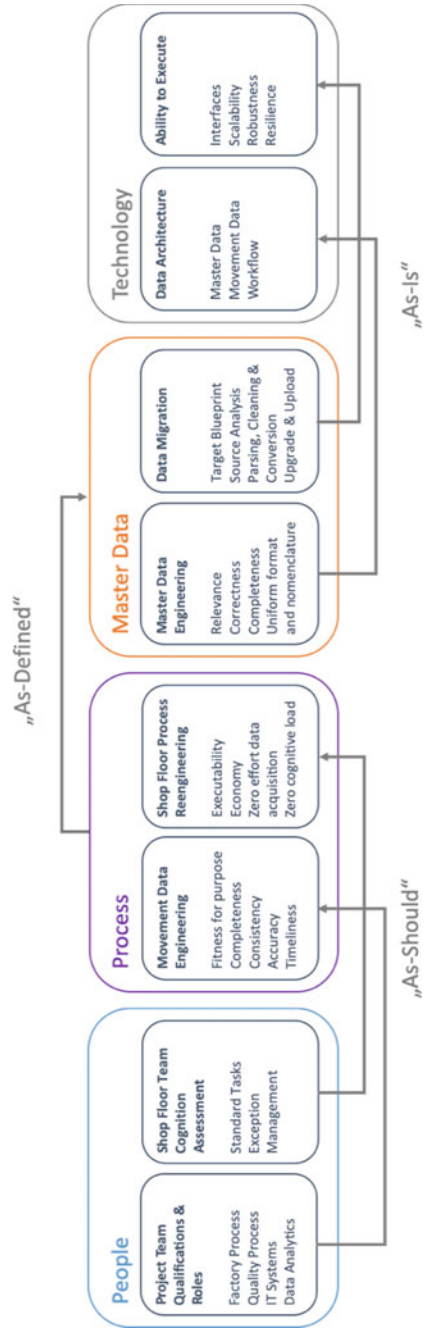 „As-Defined“
People
Project Team
Qualifications &
Roles
Factory Process
Quality Process
IT Systems
Data Analytics
Shop Floor Team
Cognition
Assessment
Standard Tasks
Exception
Management
Process
Movement Data
Engineering
Fitness for purpose
Completeness
Consistency
Accuracy
Timeliness
Shop Floor Process
Reengineering
Executability
Economy
Zero effort data
acquisition
Zero cognitive load
Master Data
Master Data
Engineering
Relevance
Correctness
Completeness
Uniform format
and nomenclature
Data Migration
Target Blueprint
Source Analysis
Parsing, Cleaning &
Conversion
Upgrade & Upload
Technology
Data Architecture
Master Data
Movement Data
Workflow
Ability to Execute
Interfaces
Scalability
Robustness
Resilience
„As-Should“
„As-Is“